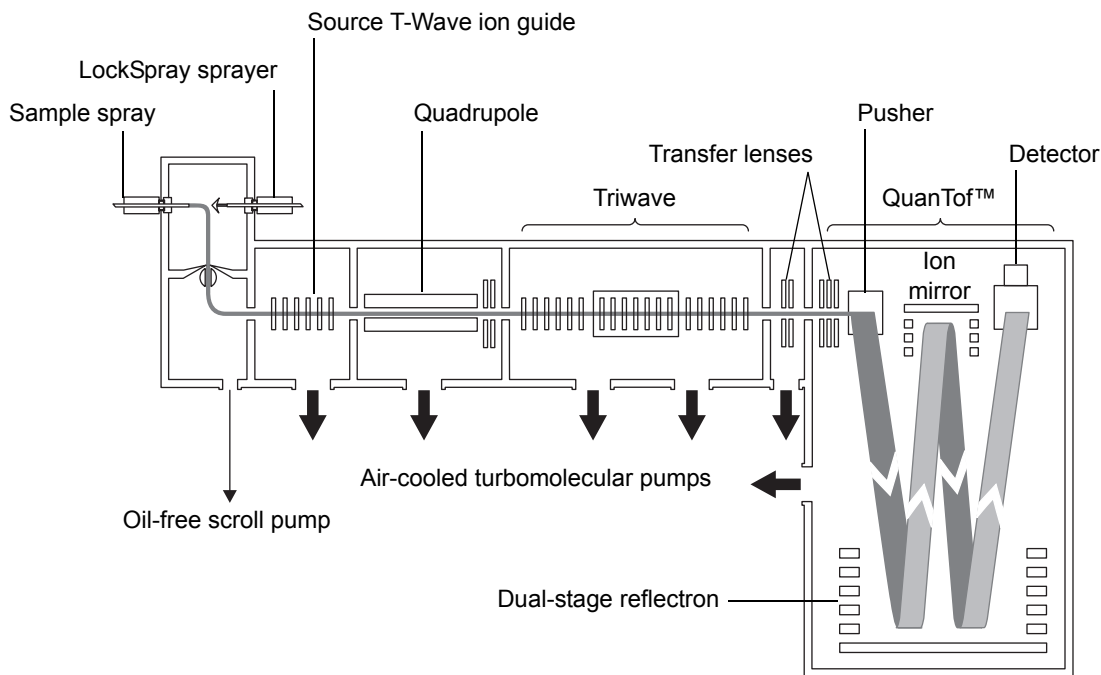 Source T-Wave ion guide
LockSpray sprayer
Sample spray
Quadrupole
Pusher
Transfer lenses
Detector
Triwave
QuanTof™
Ion
mirror
Air-cooled turbomolecular pumps
Oil-free scroll pump
Dual-stage reflectron